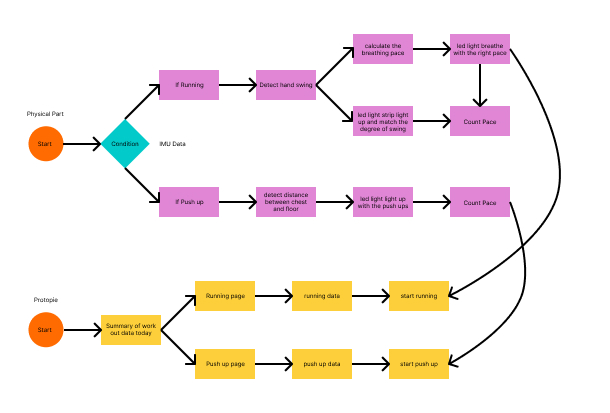 calculate the
breathing pace
led light breathe
with the right pace
If Running
Detect hand swing
Physical Part
led light strip light
up and match the
degree of swing
Count Pace
Start
Condition
IMU Data
If Push up
detect distance
between chest
and floor
led light light up
with the push ups
Count Pace
Protopie
Running page
running data
start running
Start
Summary of work
out data today
Push up page
push up data
start push up